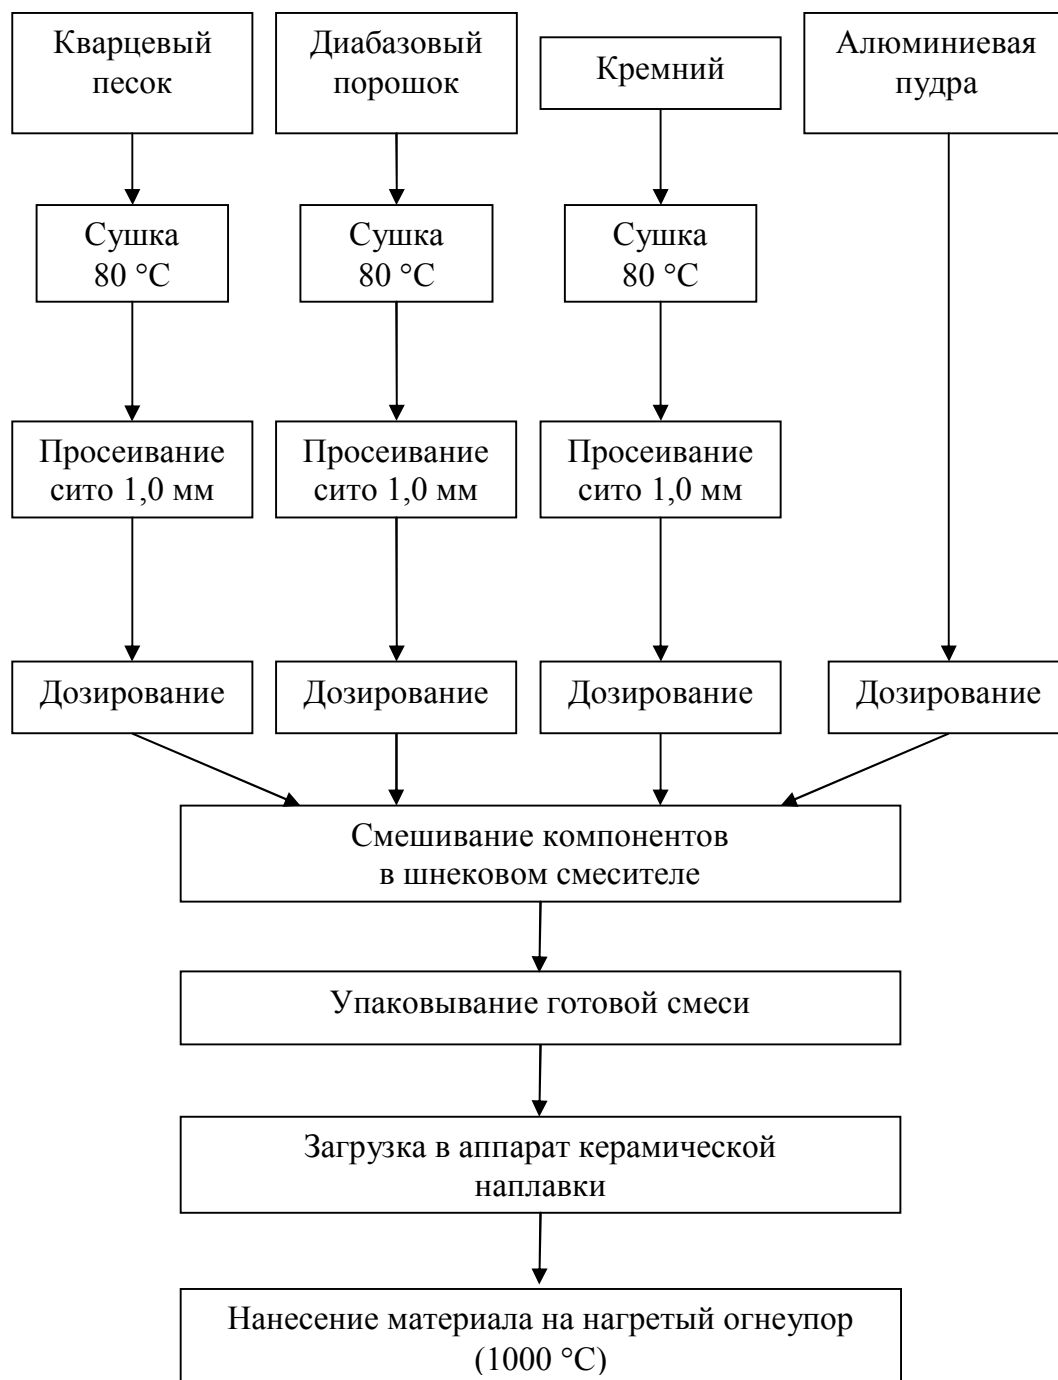 Кварцевый
песок
Диабазовый
порошок
Кремний
Алюминиевая
пудра
Сушка
80 °С
Сушка
80 °С
Сушка
80 °С
Просеивание
сито 1,0 мм
Просеивание
сито 1,0 мм
Просеивание
сито 1,0 мм
Дозирование
Дозирование
Дозирование
Дозирование
Смешивание компонентов
в шнековом смесителе
Упаковывание готовой смеси
Загрузка в аппарат керамической
наплавки
Нанесение материала на нагретый огнеупор
(1000 °С)